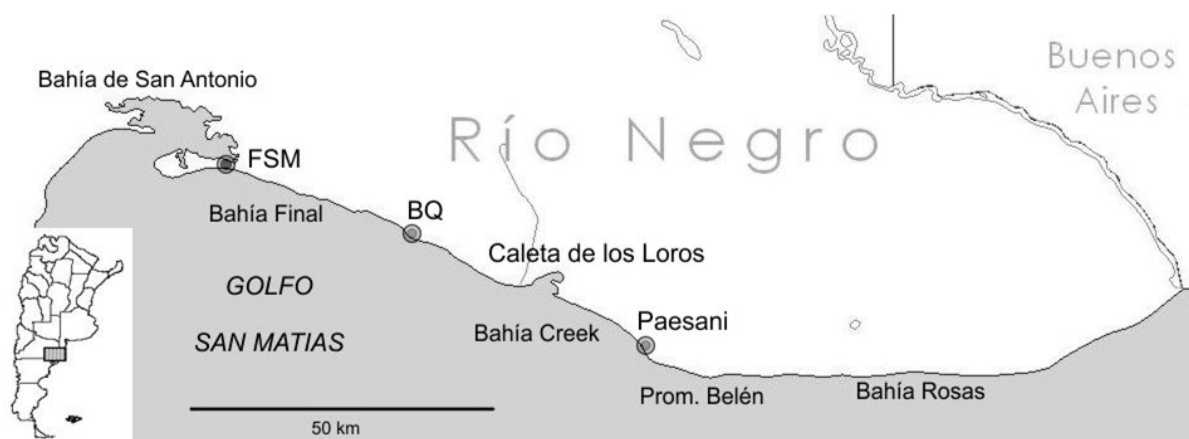 Bahía de San Antonio
Buenos
Aires
Río Negro
FSM
Bahía Final
BQ
Caleta de los Loros
GOLFO
SAN MATIAS
Bahía Creek
Paesani
Prom. Belén
Bahía Rosas
50 km